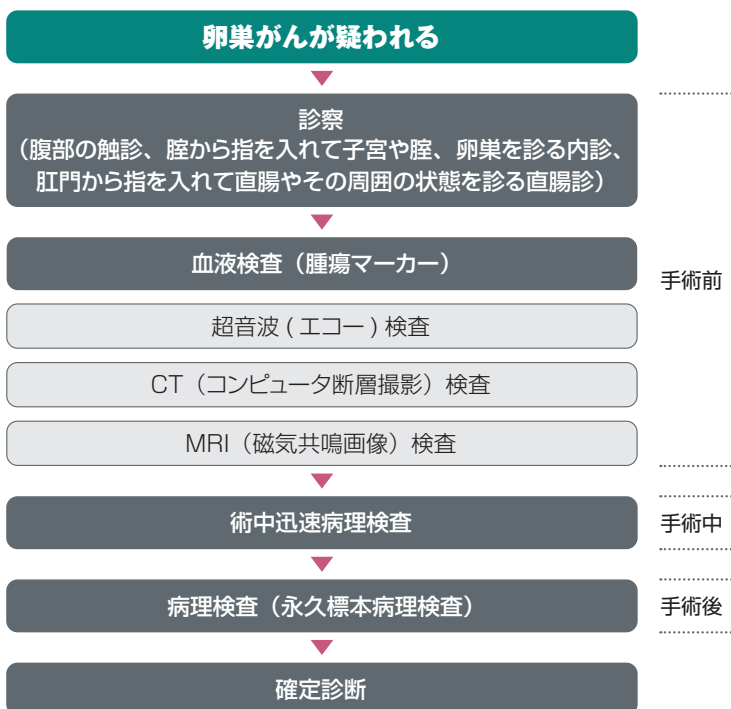 卵巣がんが疑われる
診察
（腹部の触診、腟から指を入れて子宮や腟、卵巣を診る内診、
肛門から指を入れて直腸やその周囲の状態を診る直腸診）
血液検査（腫瘍マーカー）
超音波 ( エコー ) 検査
CT（コンピュータ断層撮影）検査
MRI（磁気共鳴画像）検査
手術前
術中迅速病理検査
手術中
病理検査（永久標本病理検査）
手術後
確定診断